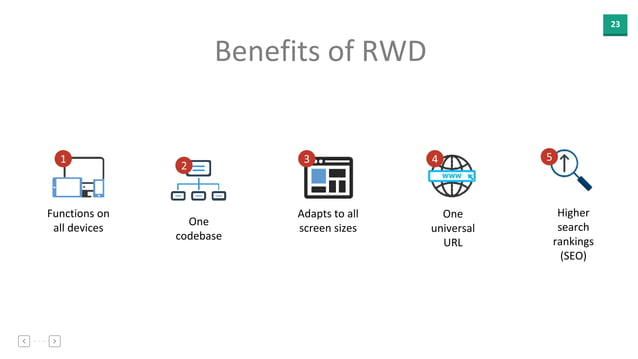 23
Benefits of RWD
1
Functions on
all devices
2
One
codebase
3
Adapts to all
screen sizes
4
WWW
One
universal
URL
5
Higher
search
rankings
(SEO)